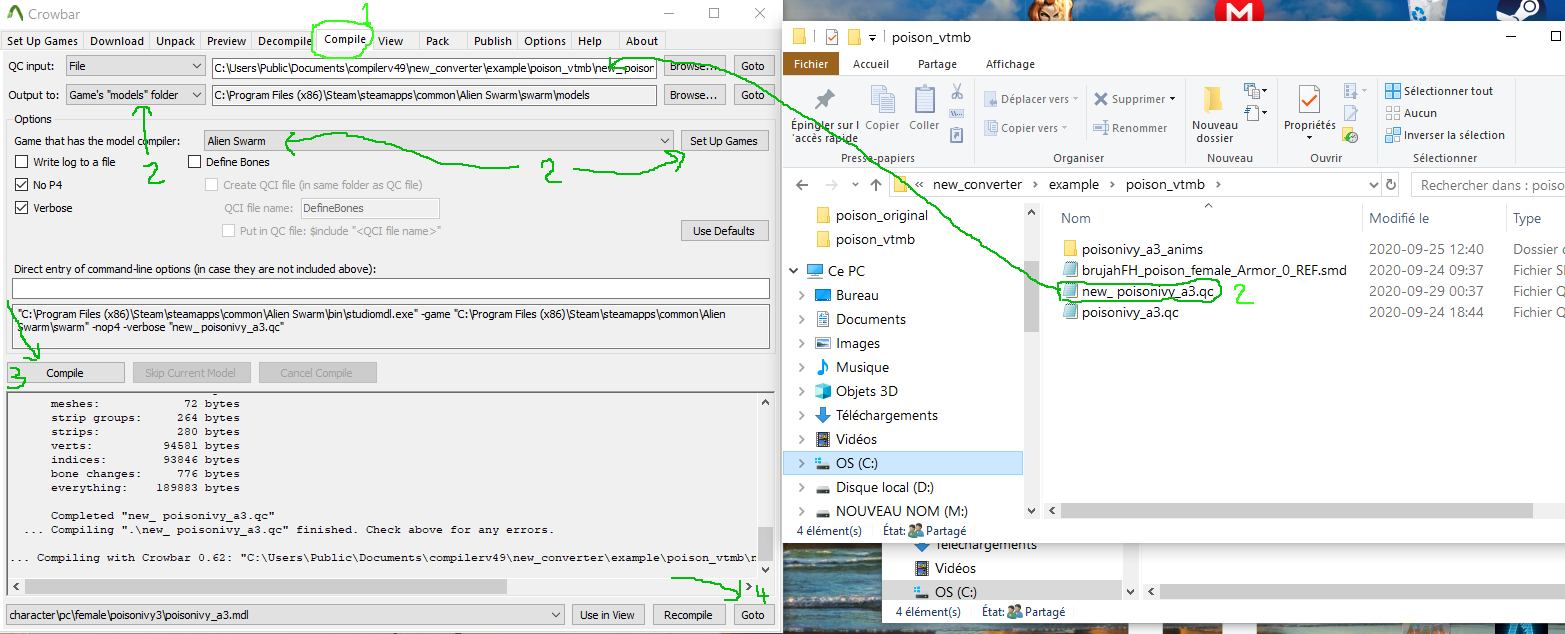 Crowbar
1
Set Up Games Download Unpack Preview Decompile Compile View Pack Publish Options Help About
QC input: File C:\Users\Public\Documents\compilerv49\new_converter\example\poison_vtmb\new_ poison Browse... Goto
Output to: Game's "models" folder C:\Program Files (x86)\Steam\steamapps\common\Alien Swarm\swarm\models Browse... Goto
Options
Game that has the model compiler: Alien Swarm Set Up Games
2 2
Write log to a file Define Bones
No P4 Create QCI file (in same folder as QC file)
Verbose QCI file name: DefineBones
Put in QC file: $include "<QCI file name>"
Use Defaults
Direct entry of command-line options (in case they are not included above):
"C:\Program Files (x86)\Steam\steamapps\common\Alien Swarm\bin\studiomdl.exe" -game "C:\Program Files (x86)\Steam\steamapps\common\Alien
Swarm\swarm" -nop4 -verbose "new_ poisonivy_a3.qc"
3 Compile Skip Current Model Cancel Compile
meshes: 72 bytes
strip groups: 264 bytes
strips: 280 bytes
verts: 94581 bytes
indices: 93846 bytes
bone changes: 776 bytes
everything: 189883 bytes
Completed "new_ poisonivy_a3.qc"
... Compiling ".\new_ poisonivy_a3.qc" finished. Check above for any errors.
... Compiling with Crowbar 0.62: "C:\Users\Public\Documents\compilerv49\new_converter\example\poison_vtmb\n
4
character\pc\female\poisonivy3\poisonivy_a3.mdl Use in View Recompile Goto
poison_vtmb
Fichier Accueil Partage Affichage
Épingler sur l'accès rapide Copier Coller
Déplacer vers Supprimer
Copier vers Renommer
Nouveau dossier
Propriétés
Sélectionner tout
Aucun
Inverser la sélection
Presse-papiers Organiser Nouveau Ouvrir Sélectionner
« new_converter example poison_vtmb Rechercher dans : poiso
Nom Modifié le Type
poison_original
poison_vtmb
Ce PC
Bureau
Documents
Images
Musique
Objets 3D
Téléchargements
Vidéos
OS (C:)
Disque local (D:)
NOUVEAU NOM (M:)
poisonivy_a3_anims 2020-09-25 12:40 Dossier d
brujahFH_poison_female_Armor_0_REF.smd 2020-09-24 09:37 Fichier S
new_ poisonivy_a3.qc 2 2020-09-29 00:37 Fichier Q
poisonivy_a3.qc 2020-09-24 18:44 Fichier Q
4 élément(s) État: Partagé
Téléchargements
Vidéos
OS (C:)
4 élément(s) État: Partagé